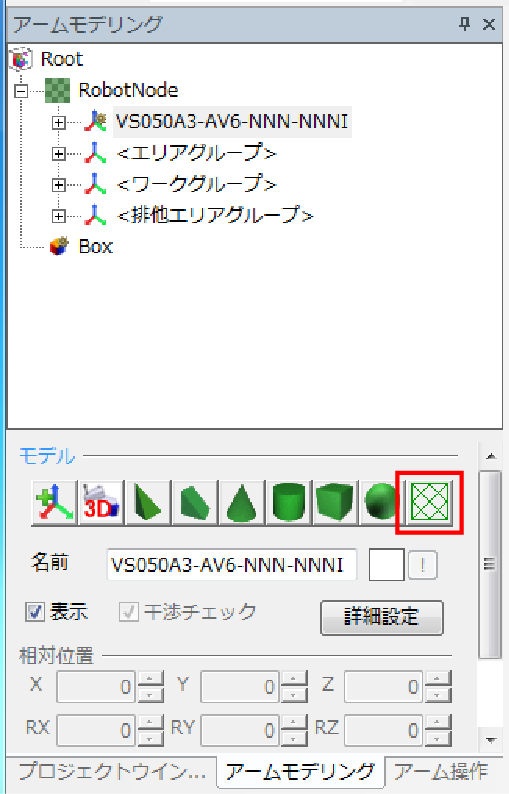 アームモデリング
Root
RobotNode
VS050A3-AV6-NNN-NNNI
<エリアグループ>
<ワークグループ>
<排他エリアグループ>
Box
モデル
3D
名前 VS050A3-AV6-NNN-NNNI !
表示 干渉チェック 詳細設定
相対位置
X 0 Y 0 Z 0
RX 0 RY 0 RZ 0
プロジェクトウイン... アームモデリング アーム操作